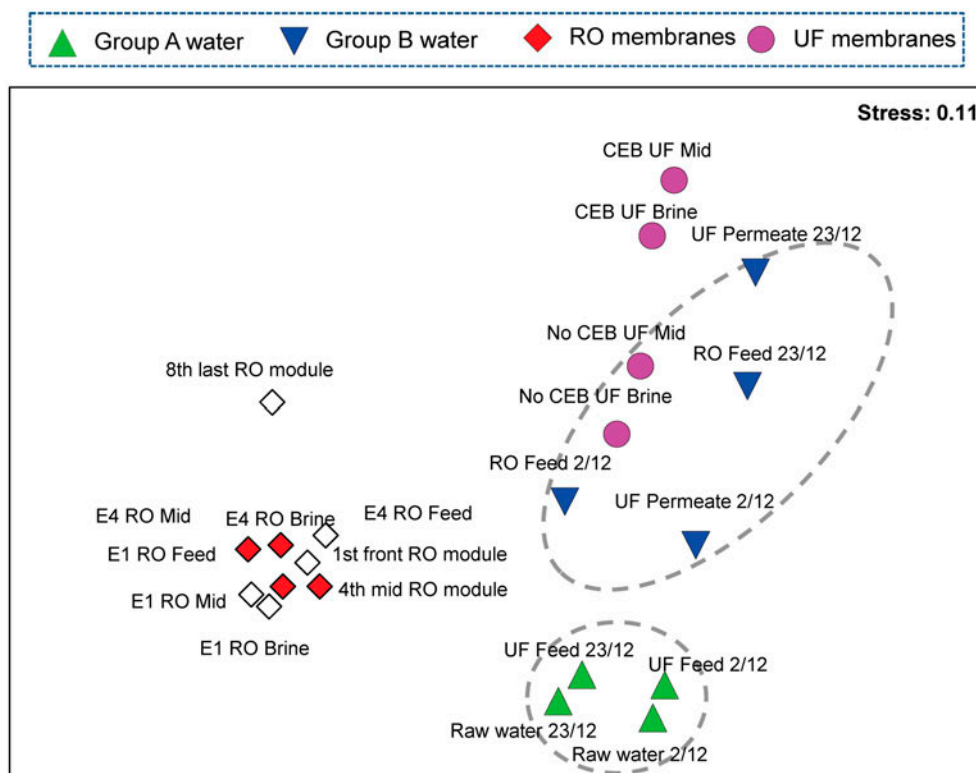 Group A water
Group B water
RO membranes
UF membranes
Stress: 0.11
CEB UF Mid
CEB UF Brine
UF Permeate 23/12
No CEB UF Mid
RO Feed 23/12
8th last RO module
No CEB UF Brine
RO Feed 2/12
UF Permeate 2/12
E4 RO Mid
E4 RO Brine
E4 RO Feed
E1 RO Feed
1st front RO module
4th mid RO module
E1 RO Mid
E1 RO Brine
UF Feed 23/12
UF Feed 2/12
Raw water 23/12
Raw water 2/12